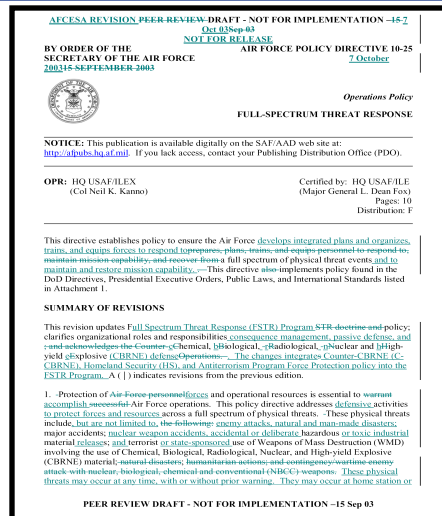 AFCESA REVISION PEER REVIEW DRAFT - NOT FOR IMPLEMENTATION –15 7
Oct 03Sep 03
NOT FOR RELEASE
BY ORDER OF THE AIR FORCE POLICY DIRECTIVE 10-25
SECRETARY OF THE AIR FORCE 7 October
200315 SEPTEMBER 2003
Operations Policy
FULL-SPECTRUM THREAT RESPONSE
NOTICE: This publication is available digitally on the SAF/AAD web site at:
http://afpubs.hq.af.mil. If you lack access, contact your Publishing Distribution Office (PDO).
OPR: HQ USAF/ILEX Certified by: HQ USAF/ILE
(Col Neil K. Kanno) (Major General L. Dean Fox)
Pages: 10
Distribution: F
This directive establishes policy to ensure the Air Force develops integrated plans and organizes,
trains, and equips forces to respond toprepares, plans, trains, and equips personnel to respond to,
maintain mission capability, and recover from a full spectrum of physical threat events and to
maintain and restore mission capability. This directive also implements policy found in the
DoD Directives, Presidential Executive Orders, Public Laws, and International Standards listed
in Attachment 1.
SUMMARY OF REVISIONS
This revision updates Full Spectrum Threat Response (FSTR) Program STR doctrine and policy;
clarifies organizational roles and responsibilities consequence management, passive defense, and
; and acknowledges the Counter-cChemical, bBiological, rRadiological, nNuclear and hHigh-
yield eExplosive (CBRNE) defenseOperations. The changes integrates Counter-CBRNE (C-
CBRNE), Homeland Security (HS), and Antiterrorism Program Force Protection policy into the
FSTR Program. A ( | ) indicates revisions from the previous edition.
1. -Protection of Air Force personnelforces and operational resources is essential to warrant
accomplish successful Air Force operations. This policy directive addresses defensive activities
to protect forces and resources across a full spectrum of physical threats. -These physical threats
include, but are not limited to, the following: enemy attacks, natural and man-made disasters;
major accidents; nuclear weapon accidents, accidental or deliberate hazardous or toxic industrial
material releases; and terrorist or state-sponsored use of Weapons of Mass Destruction (WMD)
involving the use of Chemical, Biological, Radiological, Nuclear, and High-yield Explosive
(CBRNE) material; natural disasters; humanitarian actions; and contingency/wartime enemy
attack with nuclear, biological, chemical and conventional (NBCC) weapons. These physical
threats may occur at any time, with or without prior warning. They may occur at home station or
PEER REVIEW DRAFT - NOT FOR IMPLEMENTATION –15 Sep 03